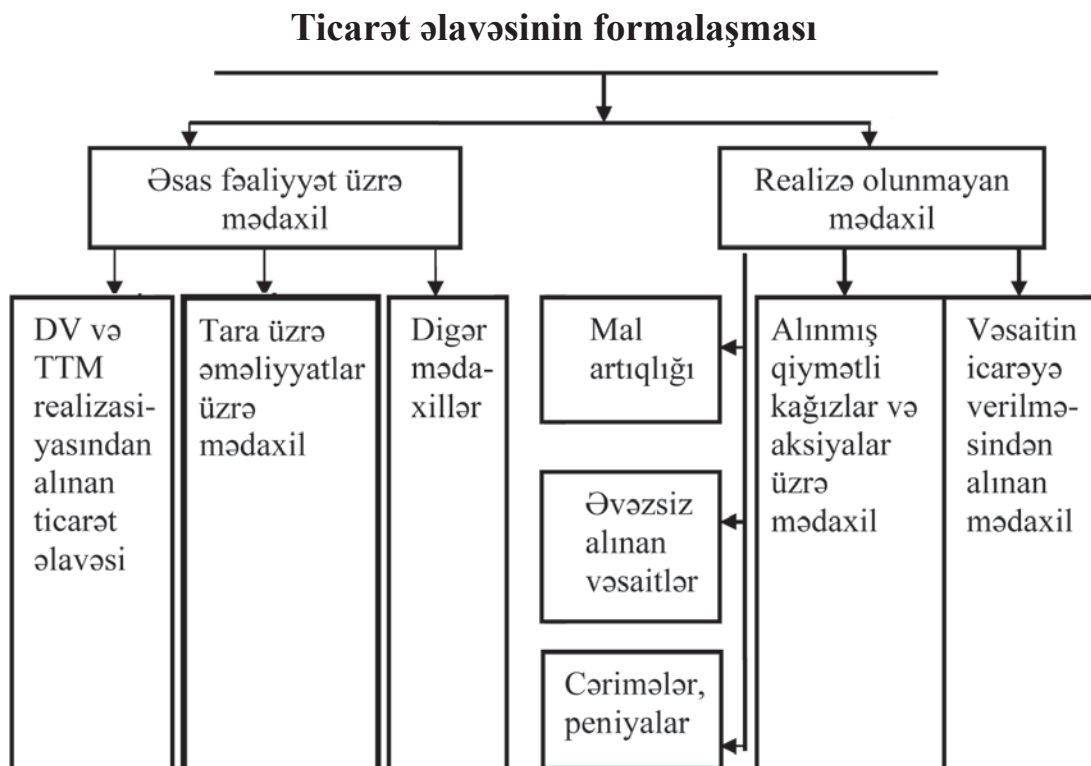 Ticarət əlavəsinin formalaşması
Əsas fəaliyyət üzrə
mədaxil
Realizə olunmayan
mədaxil
DV və
TTM
realizasi-
yasından
alınan
ticarət
əlavəsi
Tara üzrə
əməliyyatlar
üzrə
mədaxil
Digər
məda-
xillər
Mal
artıqlığı
Əvəzsiz
alınan
vəsaitlər
Cərimələr,
peniyalar
Alınmış
qiymətli
kağızlar və
aksiyalar
üzrə
mədaxil
Vəsaitin
icarəyə
verilmə-
sindən
alınan
mədaxil